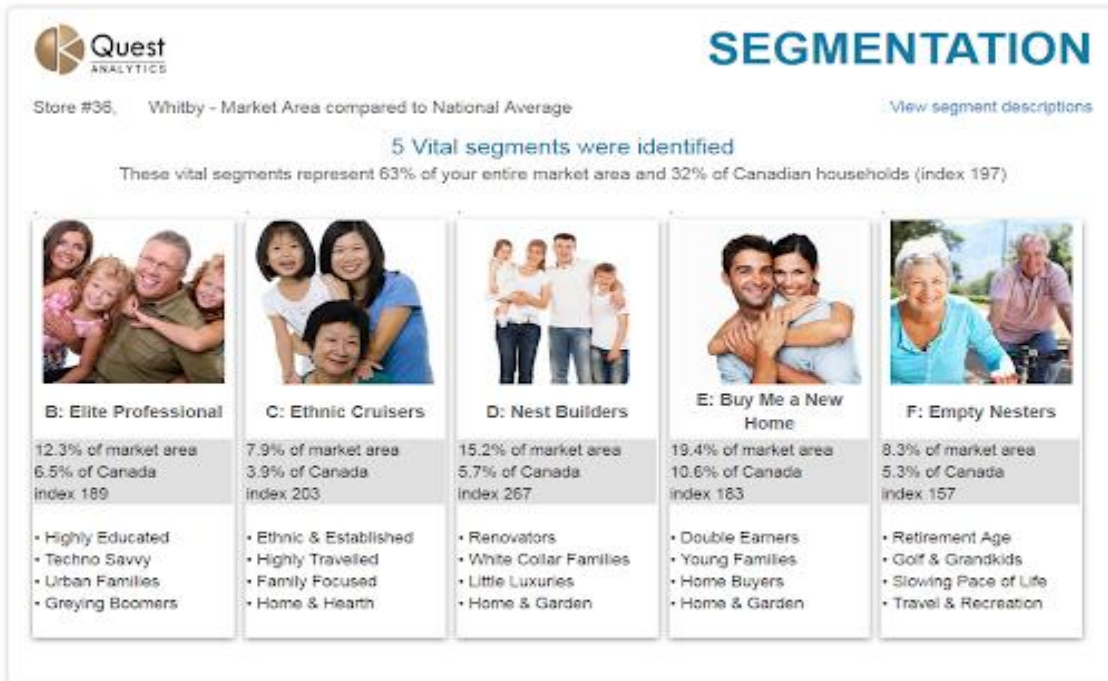 Quest
ANALYTICS
SEGMENTATION
Store #36, Whitby - Market Area compared to National Average
View segment descriptions
5 Vital segments were identified
These vital segments represent 63% of your entire market area and 32% of Canadian households (index 197)
B: Elite Professional
12.3% of market area
6.5% of Canada
index 189
• Highly Educated
• Techno Savvy
• Urban Families
• Greying Boomers
C: Ethnic Cruisers
7.9% of market area
3.9% of Canada
index 203
• Ethnic & Established
• Highly Travelled
• Family Focused
• Home & Hearth
D: Nest Builders
15.2% of market area
5.7% of Canada
index 267
• Renovators
• White Collar Families
• Little Luxuries
• Home & Garden
E: Buy Me a New
Home
19.4% of market area
10.6% of Canada
index 183
• Double Earners
• Young Families
• Home Buyers
• Home & Garden
F: Empty Nesters
8.3% of market area
5.3% of Canada
index 157
• Retirement Age
• Golf & Grandkids
• Slowing Pace of Life
• Travel & Recreation